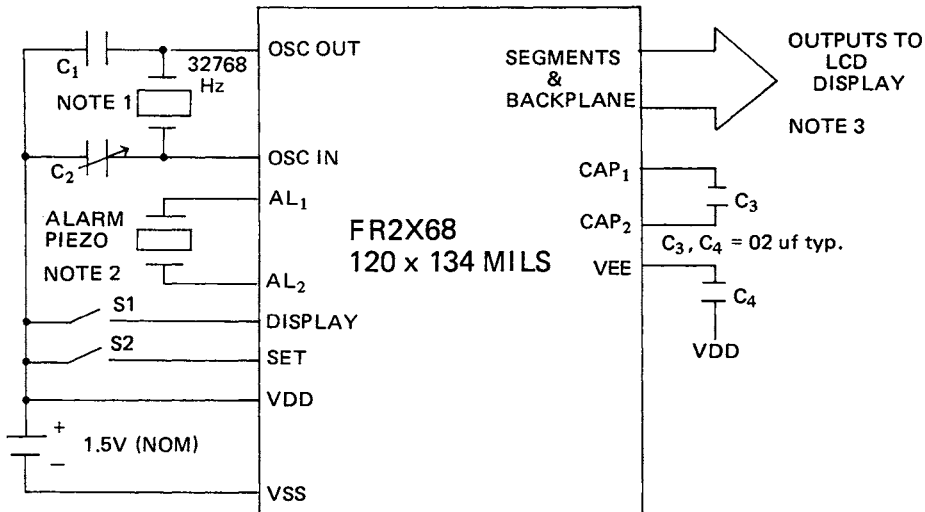 OSC OUT
C1
32768
Hz
NOTE 1
OSC IN
C2
AL1
ALARM
PIEZO
NOTE 2
AL2
S1
DISPLAY
S2
SET
VDD
+
1.5V (NOM)
−
VSS
FR2X68
120 x 134 MILS
SEGMENTS
&
BACKPLANE
OUTPUTS TO
LCD
DISPLAY
NOTE 3
CAP1
C3
CAP2
C3, C4 = 02 uf typ.
VEE
C4
VDD